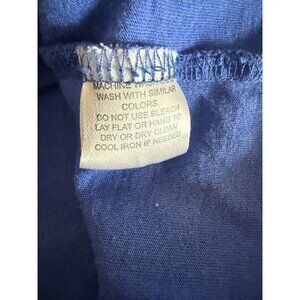 MACHINE WASH
WASH WITH SIMILAR
COLORS
DO NOT USE BLEACH
LAY FLAT OR HANG TO
DRY OR DRY CLEAN
COOL IRON IF NEEDED